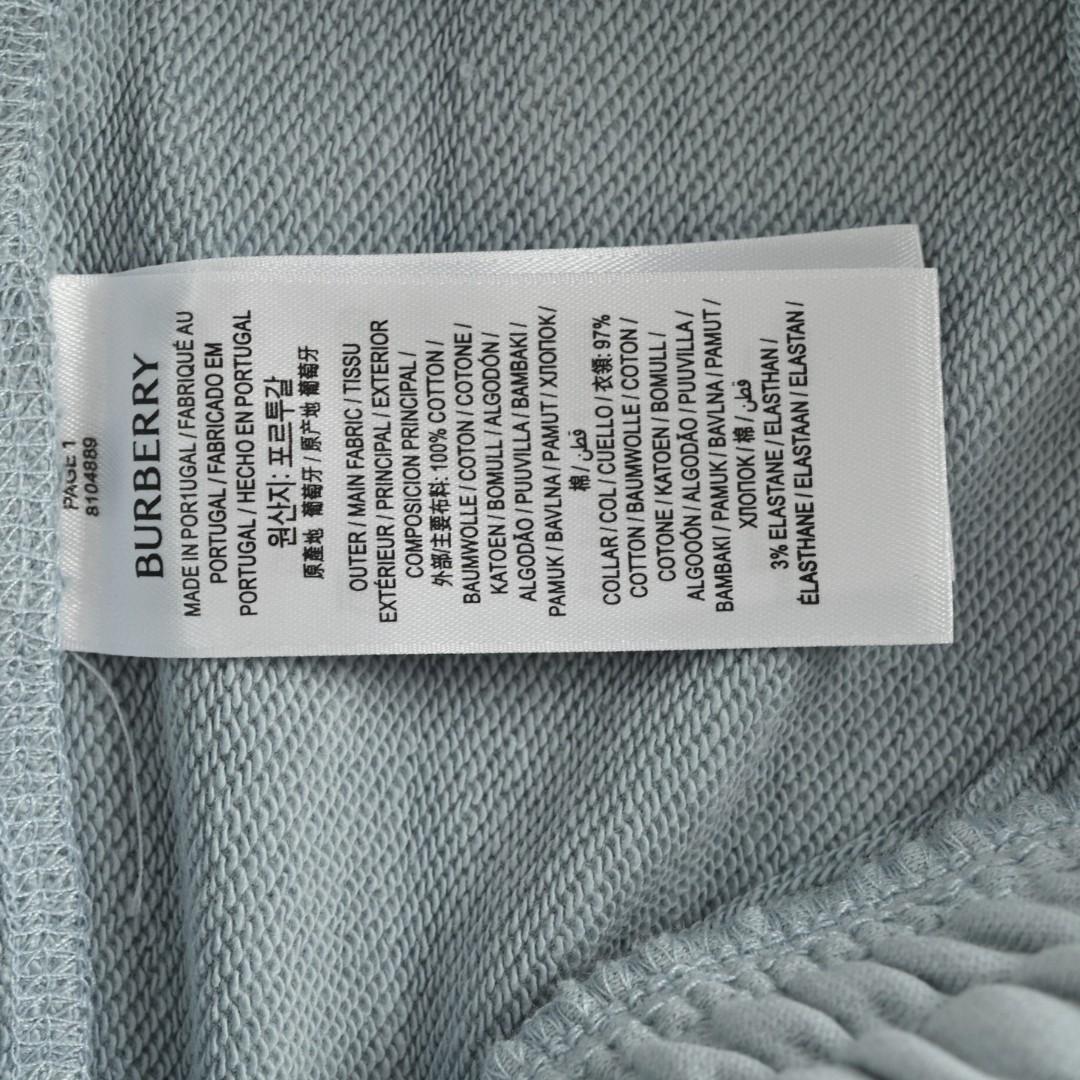 PAGE 1
8104889
BURBERRY
MADE IN POR1UGAL / FABRIQUÉ AU
PORTUGAL / FABRICADO EM
PORTUGAL / HECHO EN PORTUGAL
원산지: 포르투갈
原產地 葡萄牙 / 原产地 葡萄牙
OUTER / MAIN FABRIC / TISSU
EXTÉRIEUR / PRINCIPAL / EXTERIOR
COMPOSICION PRINCIPAL /
外部/主要布料: 100% COTTON /
BAUMWOLLE / COTON / COTONE /
KATOEN / BOMULL / ALGODÓN /
ALGODÃO / PUUVILLA / BAMBAKI /
PAMUK / BAVLNA / PAMUT / ХЛОПОК/
棉/ قطن
COLLAR / COL / CUELLO / 衣領: 97%
COTTON / BAUMWOLLE / COTON /
COTONE / KATOEN / BOMULL /
ALGOOÓN / ALGODÃO / PUUVILLA /
BAMBAKI / PAMUK / BAVLNA / PAMUT /
ХЛОПОК / 棉 / قطن
3% ELASTANE / ELASTHAN /
ÉLASTHANE / ELASTAAN / ELASTAN /